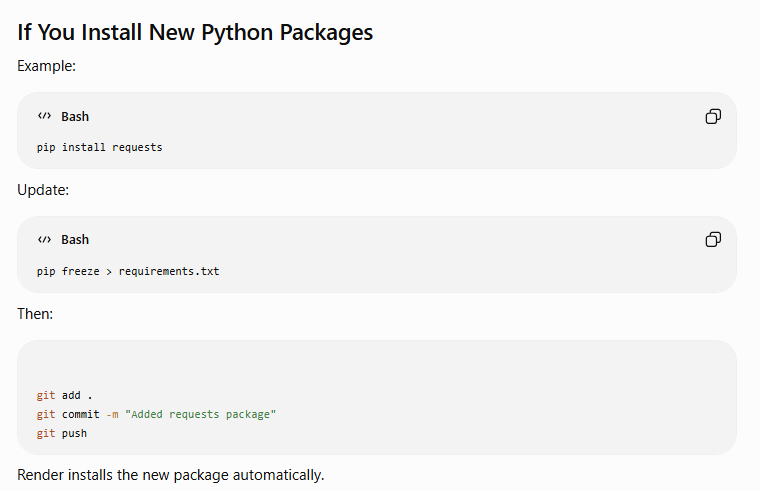 If You Install New Python Packages
Example:
Bash
pip install requests
Update:
Bash
pip freeze > requirements.txt
Then:
git add .
git commit -m "Added requests package"
git push
Render installs the new package automatically.